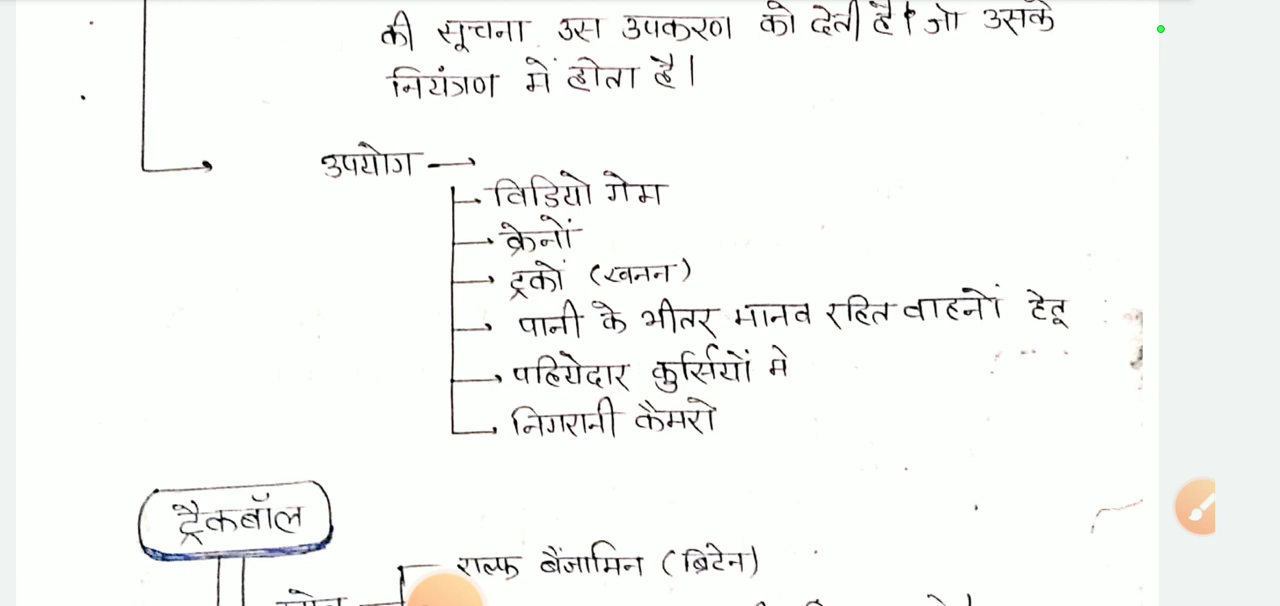 की सूचना उस उपकरण को देती है। जो उसके
नियंत्रण में होता है।
उपयोग →
विडियो गेम
क्रेनों
ट्रकों (खनन)
पानी के भीतर मानव रहित वाहनों हेतू
पहियेदार कुर्सियों मे
निगरानी कैमरो
ट्रैकबॉल
राल्फ बैंजामिन (ब्रिटेन)